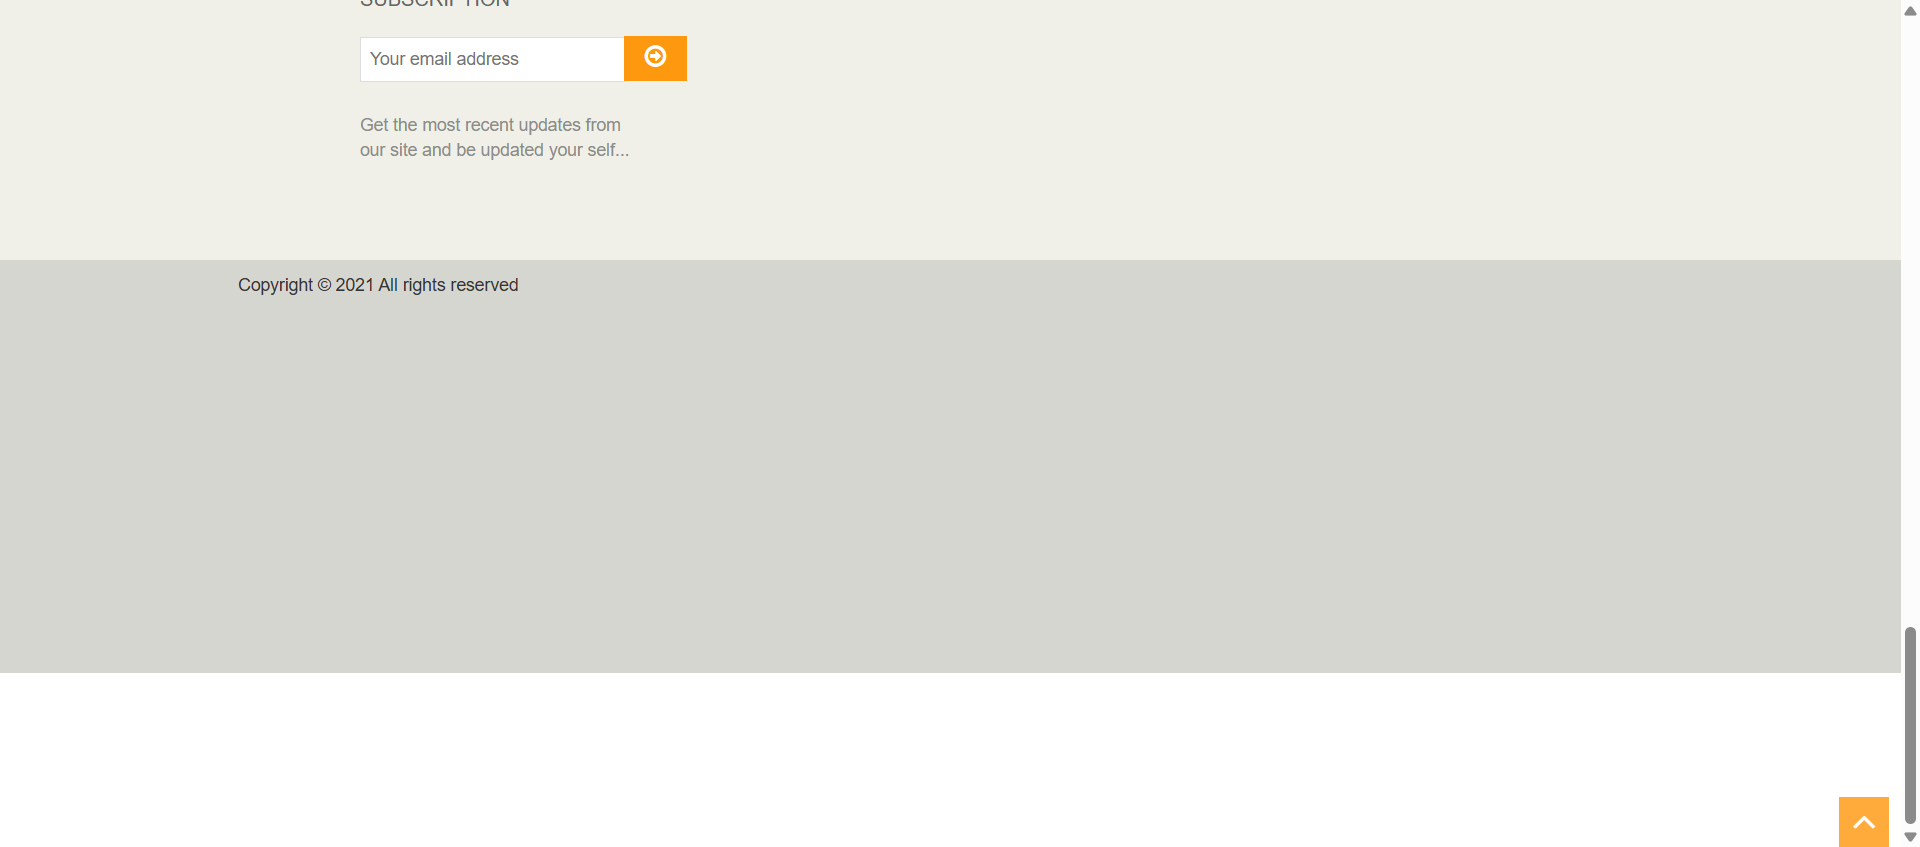 SUBSCRIPTION
Your email address
Get the most recent updates from
our site and be updated your self...
Copyright © 2021 All rights reserved